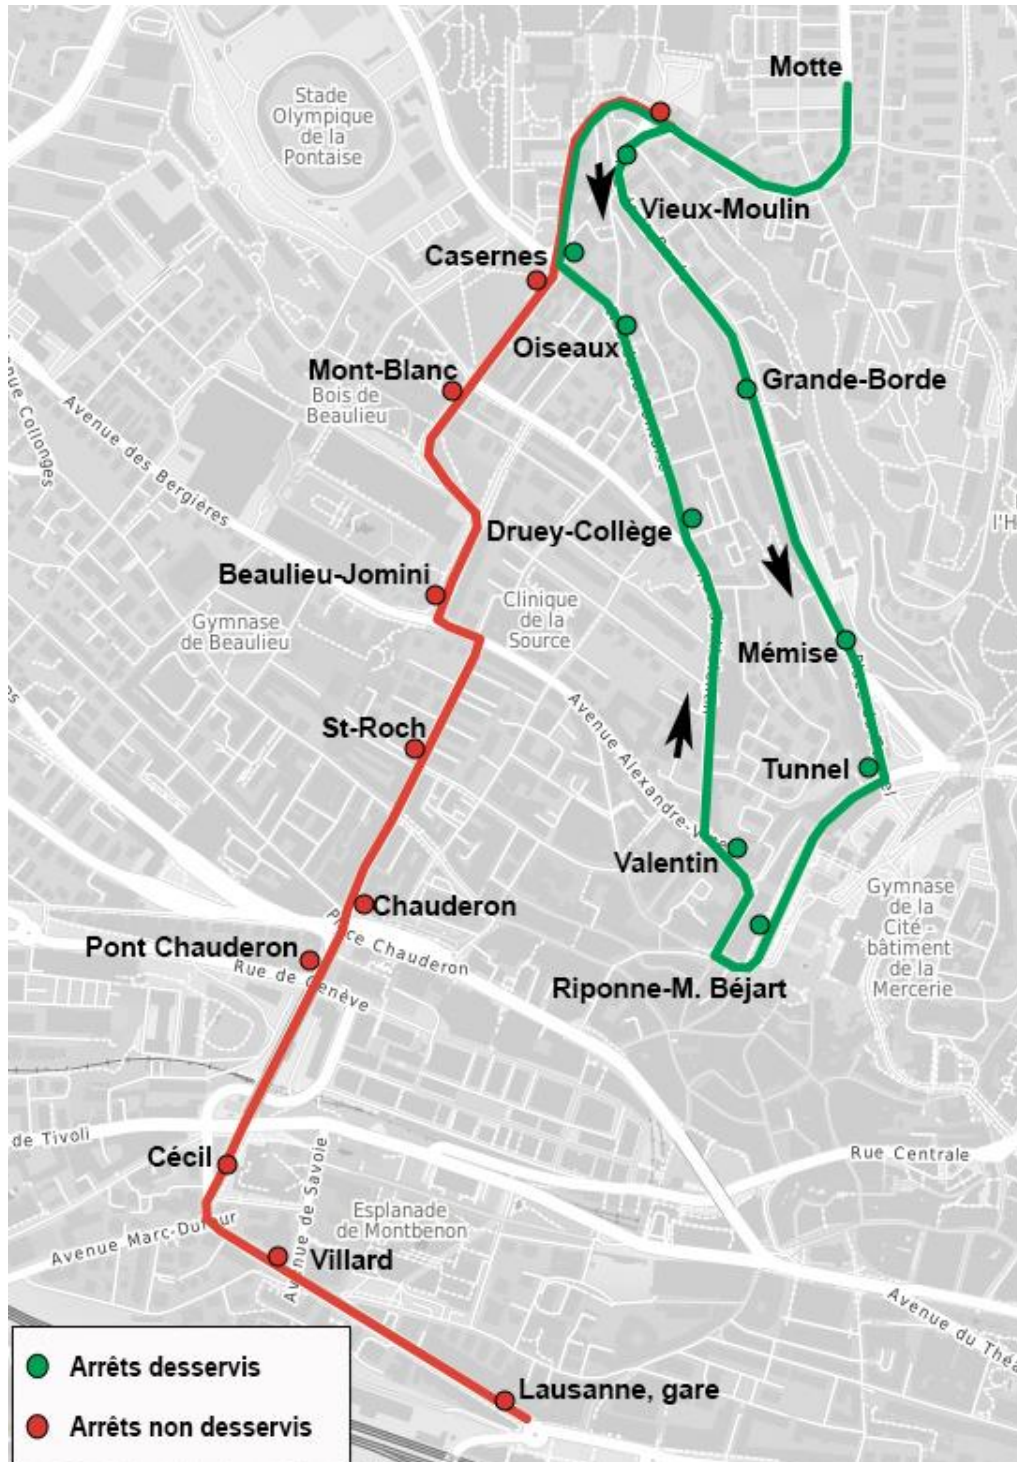 Motte
Stade
Olympique
de la
Pontaise
Vieux-Moulin
Casernes
Oiseaux
Mont-Blanc
Bois de
Beaulieu
Grande-Borde
Avenue des Bergières
Collonges
Druey-Collège
l'H
Beaulieu-Jomini
Clinique
de la
Source
Gymnase
de Beaulieu
Mémise
St-Roch
Avenue Alexandre-V
Tunnel
Valentin
Gymnase
de la
Cité -
bâtiment
de la
Mercerie
Chauderon
Place Chauderon
Pont Chauderon
Rue de Genève
Riponne-M. Béjart
de Tivoli
Cécil
Rue Centrale
Avenue de Savoie
Esplanade
de Montbenon
Avenue Marc-Dufour
Villard
Avenue du Théâ
Arrêts desservis
Lausanne, gare
Arrêts non desservis